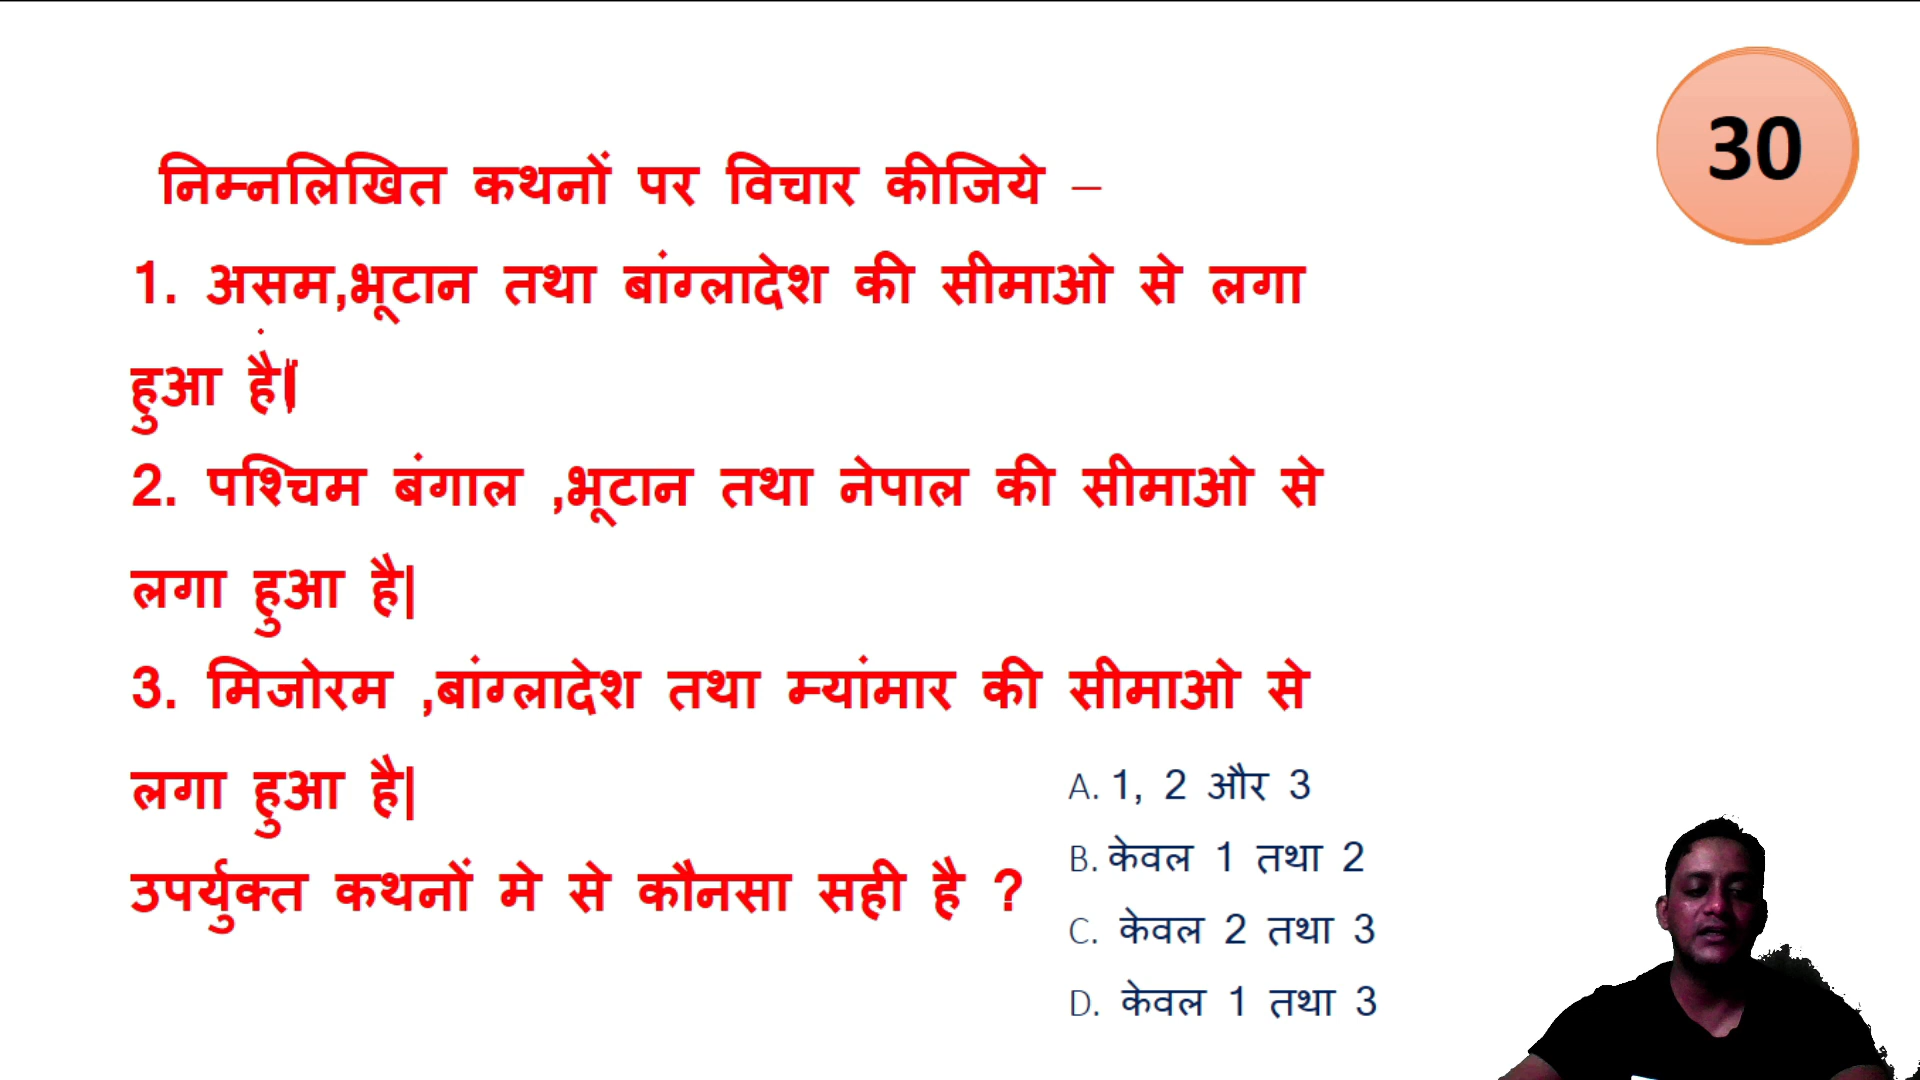 30
निम्नलिखित कथनों पर विचार कीजिये –
1. असम,भूटान तथा बांग्लादेश की सीमाओ से लगा
हुआ है|
2. पश्चिम बंगाल ,भूटान तथा नेपाल की सीमाओ से
लगा हुआ है|
3. मिजोरम ,बांग्लादेश तथा म्यांमार की सीमाओ से
लगा हुआ है|
उपर्युक्त कथनों मे से कौनसा सही है ?
A. 1, 2 और 3
B. केवल 1 तथा 2
C. केवल 2 तथा 3
D. केवल 1 तथा 3